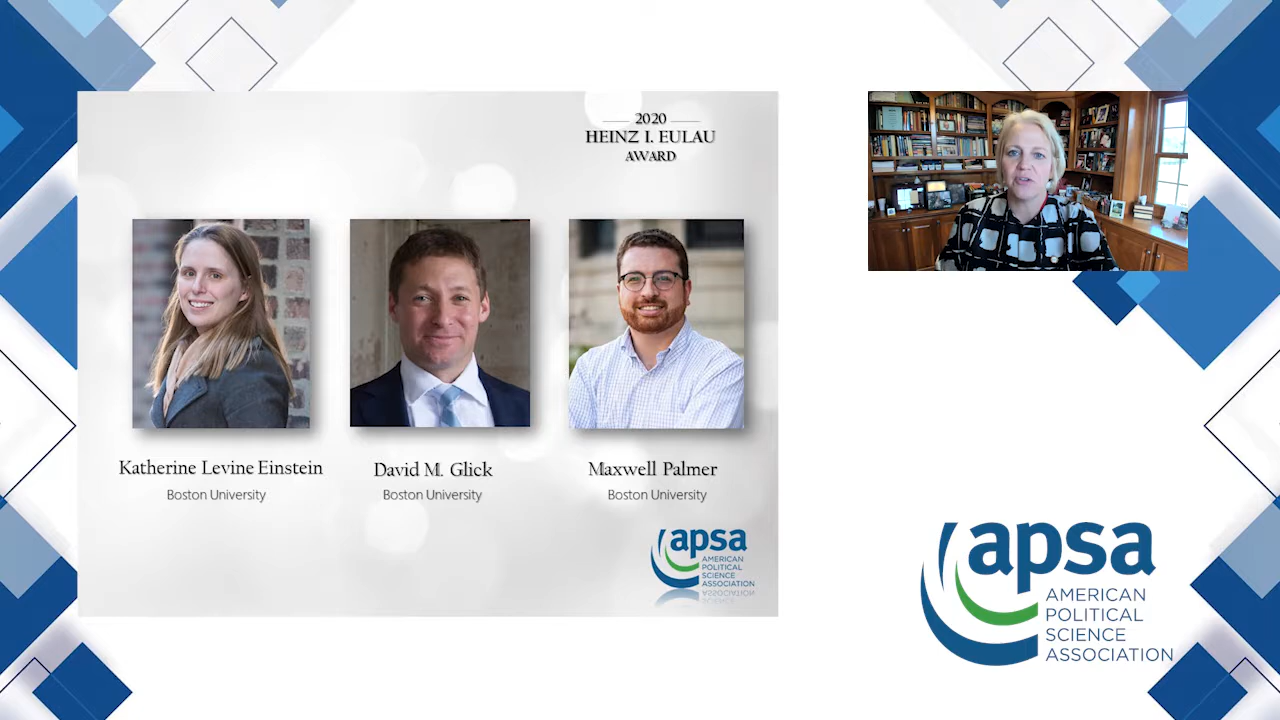 2020
HEINZ I. EULAU
AWARD
Katherine Levine Einstein
Boston University
David M. Glick
Boston University
Maxwell Palmer
Boston University
apsa
AMERICAN
POLITICAL
SCIENCE
ASSOCIATION
apsa
AMERICAN
POLITICAL
SCIENCE
ASSOCIATION